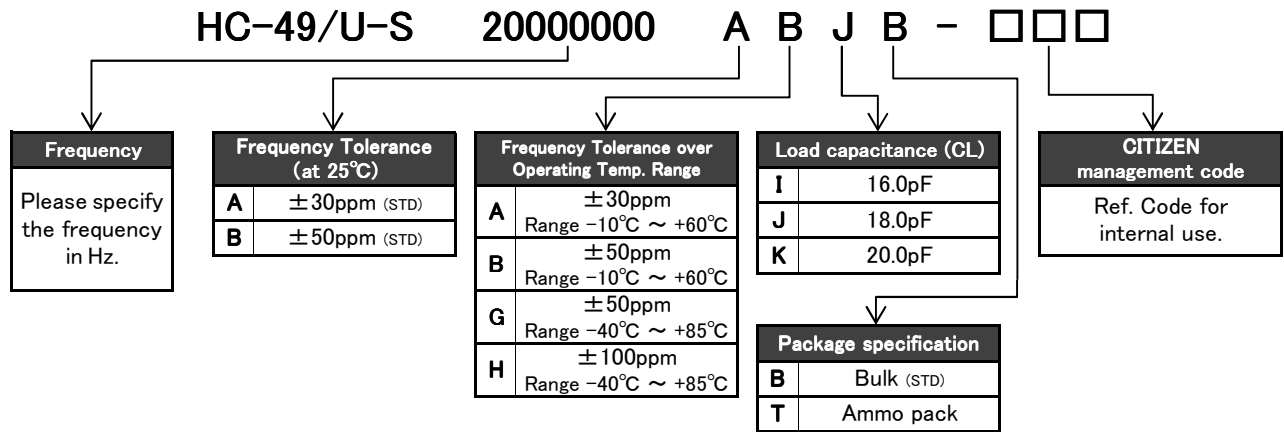 HC-49/U-S 20000000 A B J B - □□□
Frequency
Please specify
the frequency
in Hz.
Frequency Tolerance
(at 25℃)
A ±30ppm (STD)
B ±50ppm (STD)
Frequency Tolerance over
Operating Temp. Range
A ±30ppm
Range -10℃ ~ +60℃
B ±50ppm
Range -10℃ ~ +60℃
G ±50ppm
Range -40℃ ~ +85℃
H ±100ppm
Range -40℃ ~ +85℃
Load capacitance (CL)
I 16.0pF
J 18.0pF
K 20.0pF
Package specification
B Bulk (STD)
T Ammo pack
CITIZEN
management code
Ref. Code for
internal use.